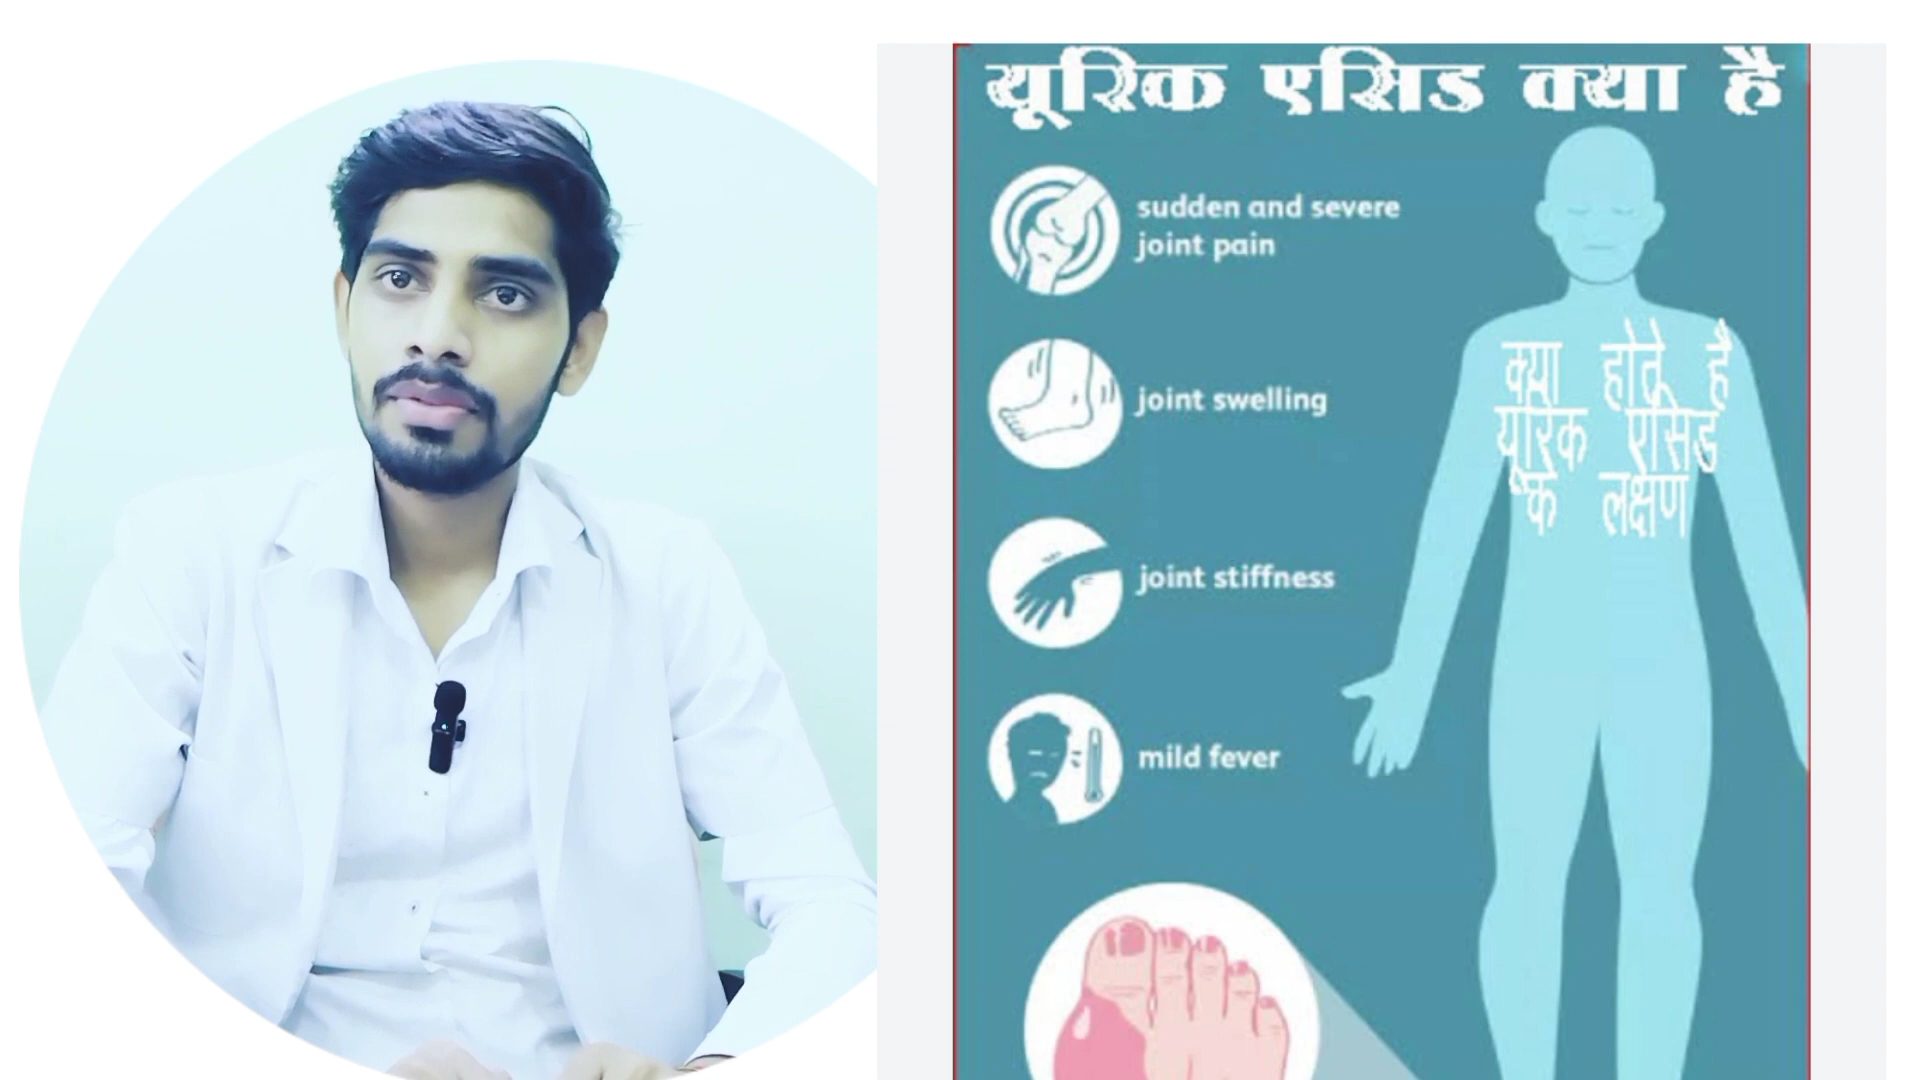 यूरिक एसिड क्या है
sudden and severe
joint pain
क्या होते है
यूरिक एसिड
के लक्षण
joint swelling
joint stiffness
mild fever